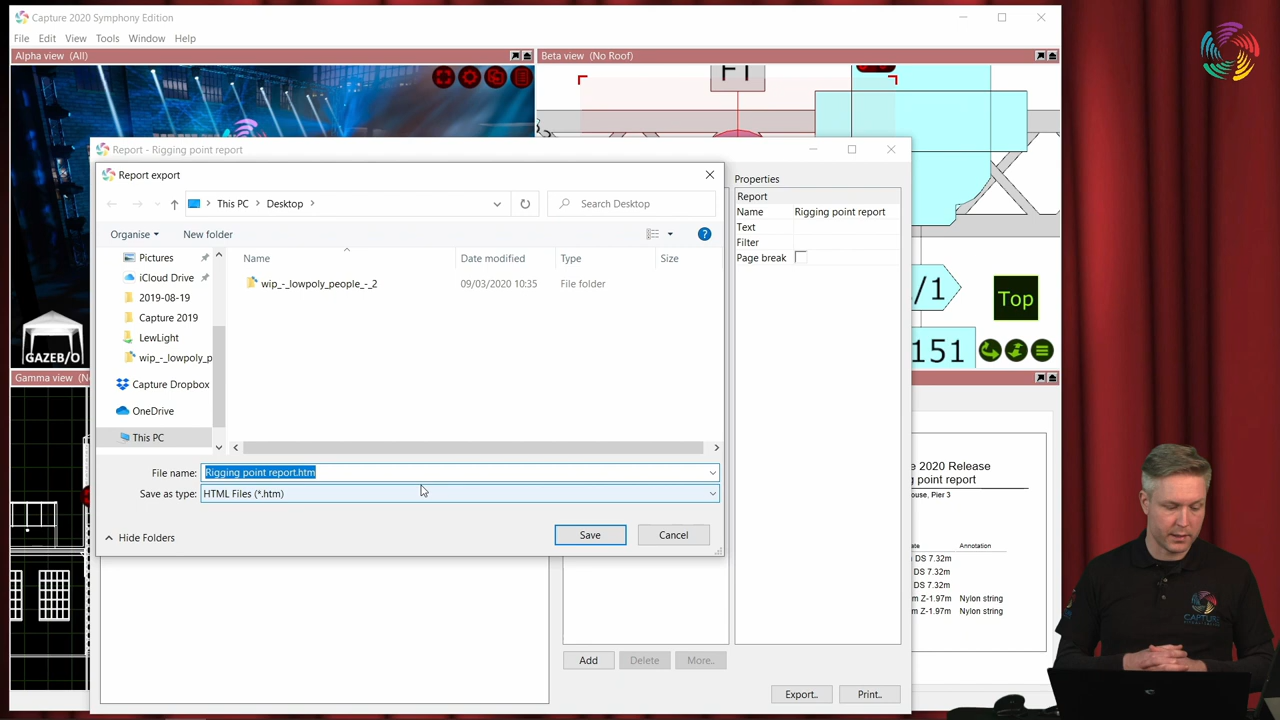 Capture 2020 Symphony Edition
File Edit View Tools Window Help
Alpha view (All)
Beta view (No Roof)
FT
Report - Rigging point report
Report export
This PC > Desktop >
Search Desktop
Organise
New folder
Name
Date modified
Type
Size
Pictures
iCloud Drive
2019-08-19
Capture 2019
LewLight
wip_-_lowpoly_p
Capture Dropbox
OneDrive
This PC
wip_-_lowpoly_people_-_2
09/03/2020 10:35
File folder
File name: Rigging point report.htm
Save as type: HTML Files (*.htm)
Hide Folders
Save
Cancel
Properties
Report
Name Rigging point report
Text
Filter
Page break
/1
Top
151
GAZEB/O
Gamma view (N
2020 Release
g point report
ouse, Pier 3
ate Annotation
DS 7.32m
m DS 7.32m
m DS 7.32m
m Z-1.97m Nylon string
m Z-1.97m Nylon string
Add
Delete
More..
Export..
Print..
CAPTURE